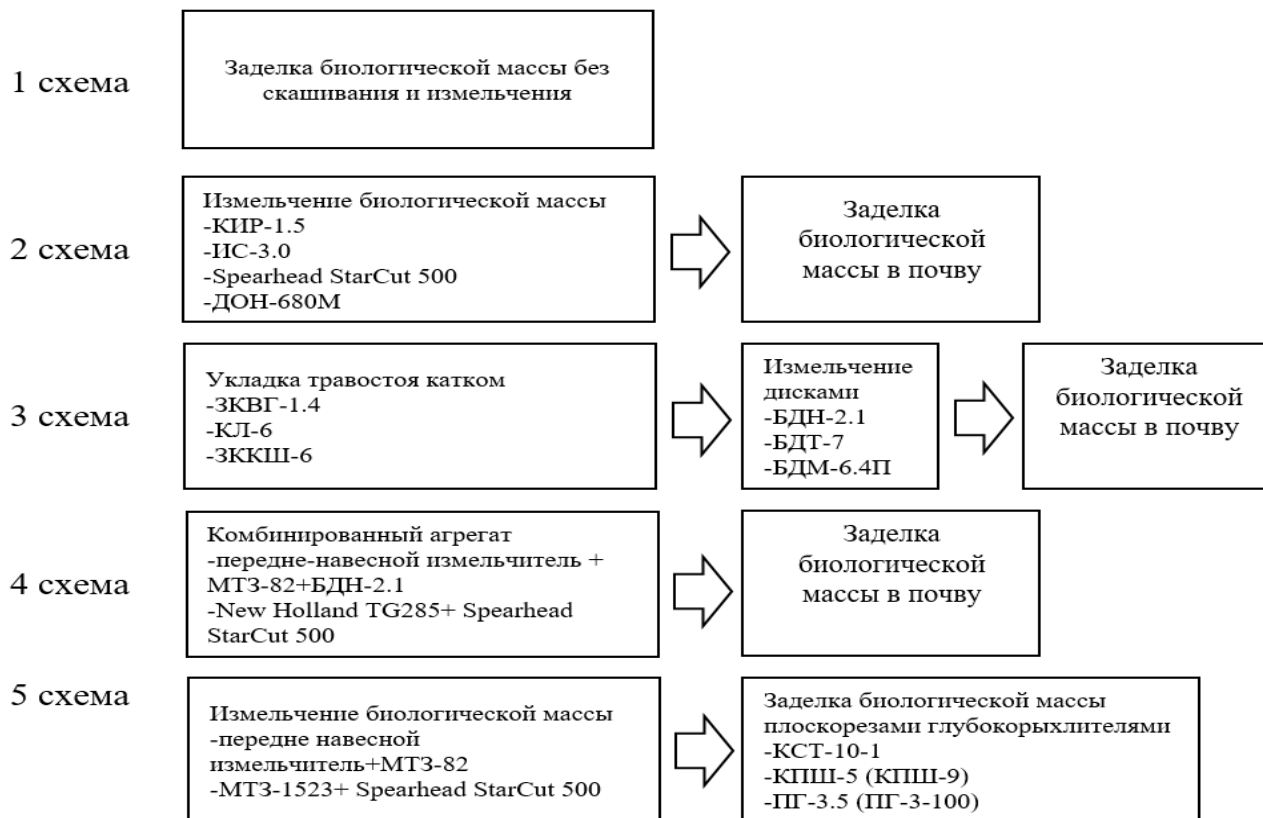 1 схема
Заделка биологической массы без
скашивания и измельчения
2 схема
Измельчение биологической массы
-КИР-1.5
-ИС-3.0
-Spearhead StarCut 500
-ДОН-680М
Заделка
биологической
массы в почву
3 схема
Укладка травостоя катком
-ЗКВГ-1.4
-КЛ-6
-ЗККШ-6
Измельчение
дисками
-БДН-2.1
-БДТ-7
-БДМ-6.4П
Заделка
биологической
массы в почву
4 схема
Комбинированный агрегат
-передне-навесной измельчитель +
МТЗ-82+БДН-2.1
-New Holland TG285+ Spearhead
StarCut 500
Заделка
биологической
массы в почву
5 схема
Измельчение биологической массы
-передне навесной
измельчитель+МТЗ-82
-МТЗ-1523+ Spearhead StarCut 500
Заделка биологической массы
плоскорезами глубокорыхлителями
-КСТ-10-1
-КПШ-5 (КПШ-9)
-ПГ-3.5 (ПГ-3-100)